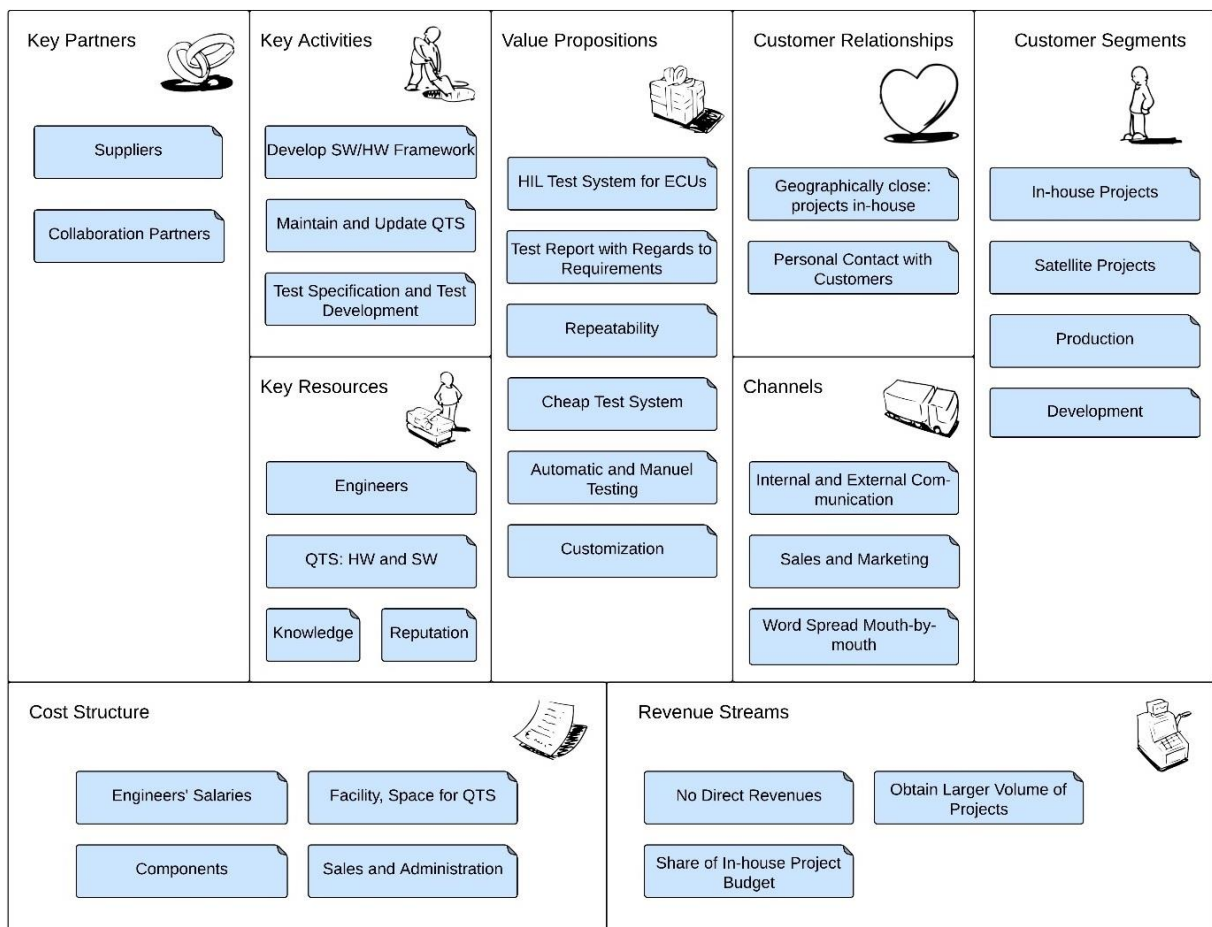 Key Partners
Suppliers
Collaboration Partners
Key Activities
Develop SW/HW Framework
Maintain and Update QTS
Test Specification and Test
Development
Key Resources
Engineers
QTS: HW and SW
Knowledge
Reputation
Value Propositions
HIL Test System for ECUs
Test Report with Regards to
Requirements
Repeatability
Cheap Test System
Automatic and Manuel
Testing
Customization
Customer Relationships
Geographically close:
projects in-house
Personal Contact with
Customers
Channels
Internal and External Com-
munication
Sales and Marketing
Word Spread Mouth-by-
mouth
Customer Segments
In-house Projects
Satellite Projects
Production
Development
Cost Structure
Engineers' Salaries
Facility, Space for QTS
Components
Sales and Administration
Revenue Streams
No Direct Revenues
Obtain Larger Volume of
Projects
Share of In-house Project
Budget